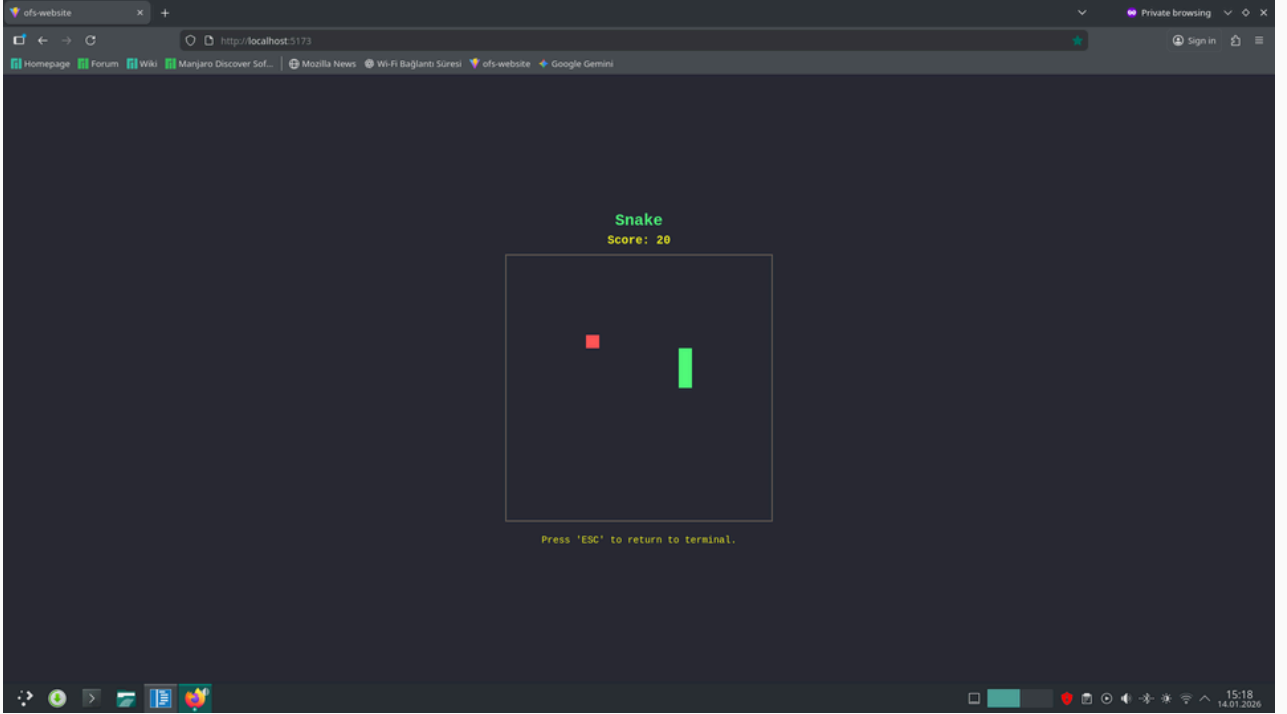 ofs-website
Private browsing
http://localhost:5173
Sign in
Homepage Forum Wiki Manjaro Discover Sof... Mozilla News Wi-Fi Bağlantı Süresi ofs-website Google Gemini
Snake
Score: 20
Press 'ESC' to return to terminal.
15:18
14.01.2026